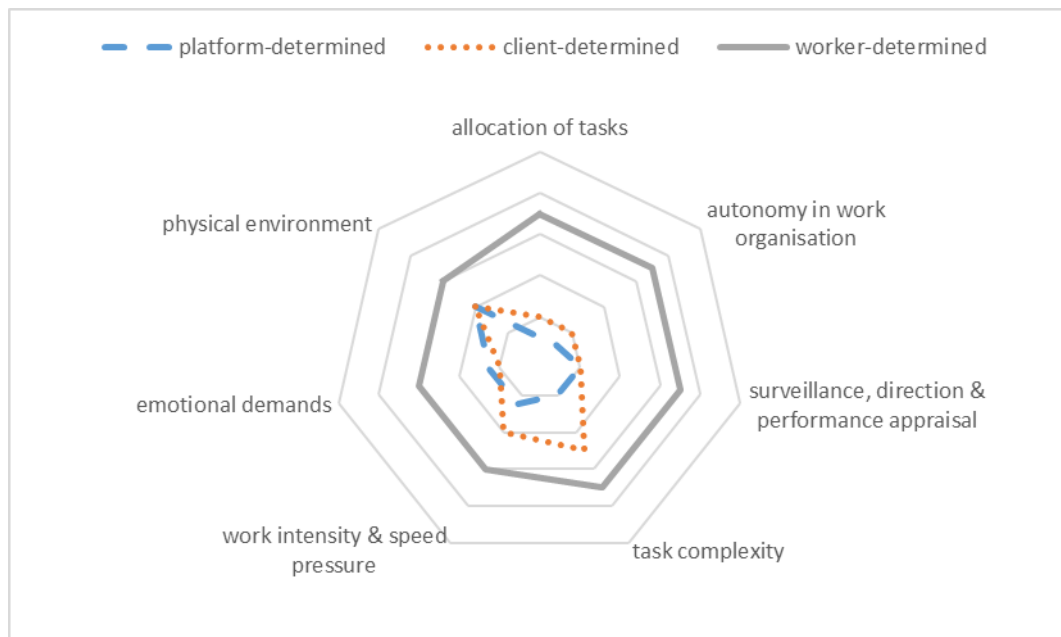 platform-determined
client-determined
worker-determined
allocation of tasks
physical environment
autonomy in work
organisation
emotional demands
surveillance, direction &
performance appraisal
work intensity & speed
pressure
task complexity